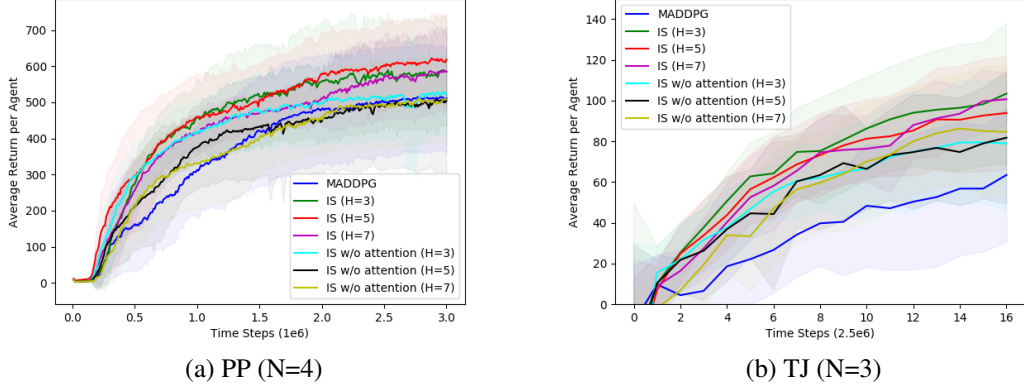 700
600
500
400
300
200
100
0
Average Return per Agent
MADDPG
IS (H=3)
IS (H=5)
IS (H=7)
IS w/o attention (H=3)
IS w/o attention (H=5)
IS w/o attention (H=7)
0.0 0.5 1.0 1.5 2.0 2.5 3.0
Time Steps (1e6)
(a) PP (N=4)
140
120
100
80
60
40
20
0
Average Return per Agent
MADDPG
IS (H=3)
IS (H=5)
IS (H=7)
IS w/o attention (H=3)
IS w/o attention (H=5)
IS w/o attention (H=7)
0 2 4 6 8 10 12 14 16
Time Steps (2.5e6)
(b) TJ (N=3)